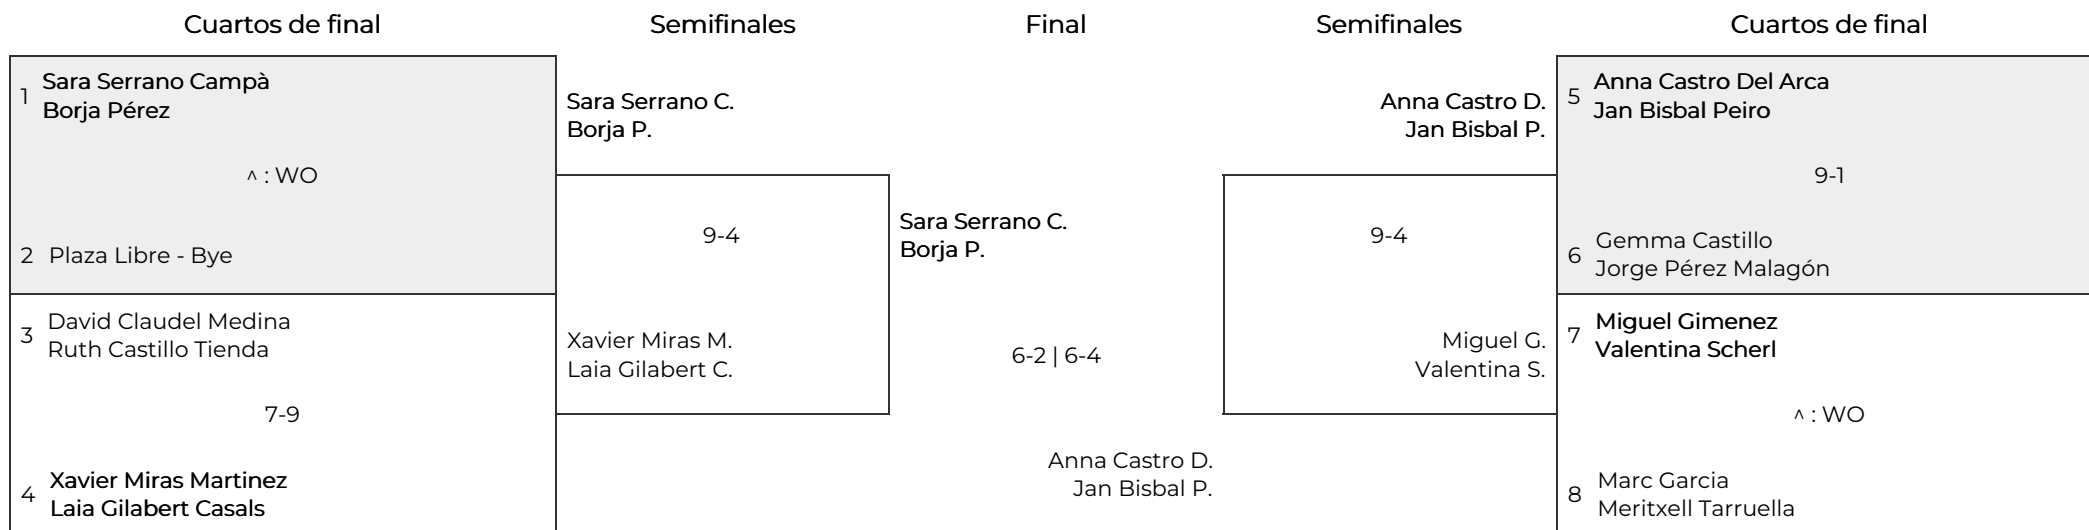 Cuartos de final
Semifinales
Final
Semifinales
Cuartos de final
1
Sara Serrano Campà
Borja Pérez
^ : WO
2
Plaza Libre - Bye
3
David Claudel Medina
Ruth Castillo Tienda
7-9
4
Xavier Miras Martinez
Laia Gilabert Casals
Sara Serrano C.
Borja P.
9-4
Xavier Miras M.
Laia Gilabert C.
Sara Serrano C.
Borja P.
6-2 | 6-4
Anna Castro D.
Jan Bisbal P.
Anna Castro D.
Jan Bisbal P.
9-4
Miguel G.
Valentina S.
5
Anna Castro Del Arca
Jan Bisbal Peiro
9-1
6
Gemma Castillo
Jorge Pérez Malagón
7
Miguel Gimenez
Valentina Scherl
^ : WO
8
Marc Garcia
Meritxell Tarruella